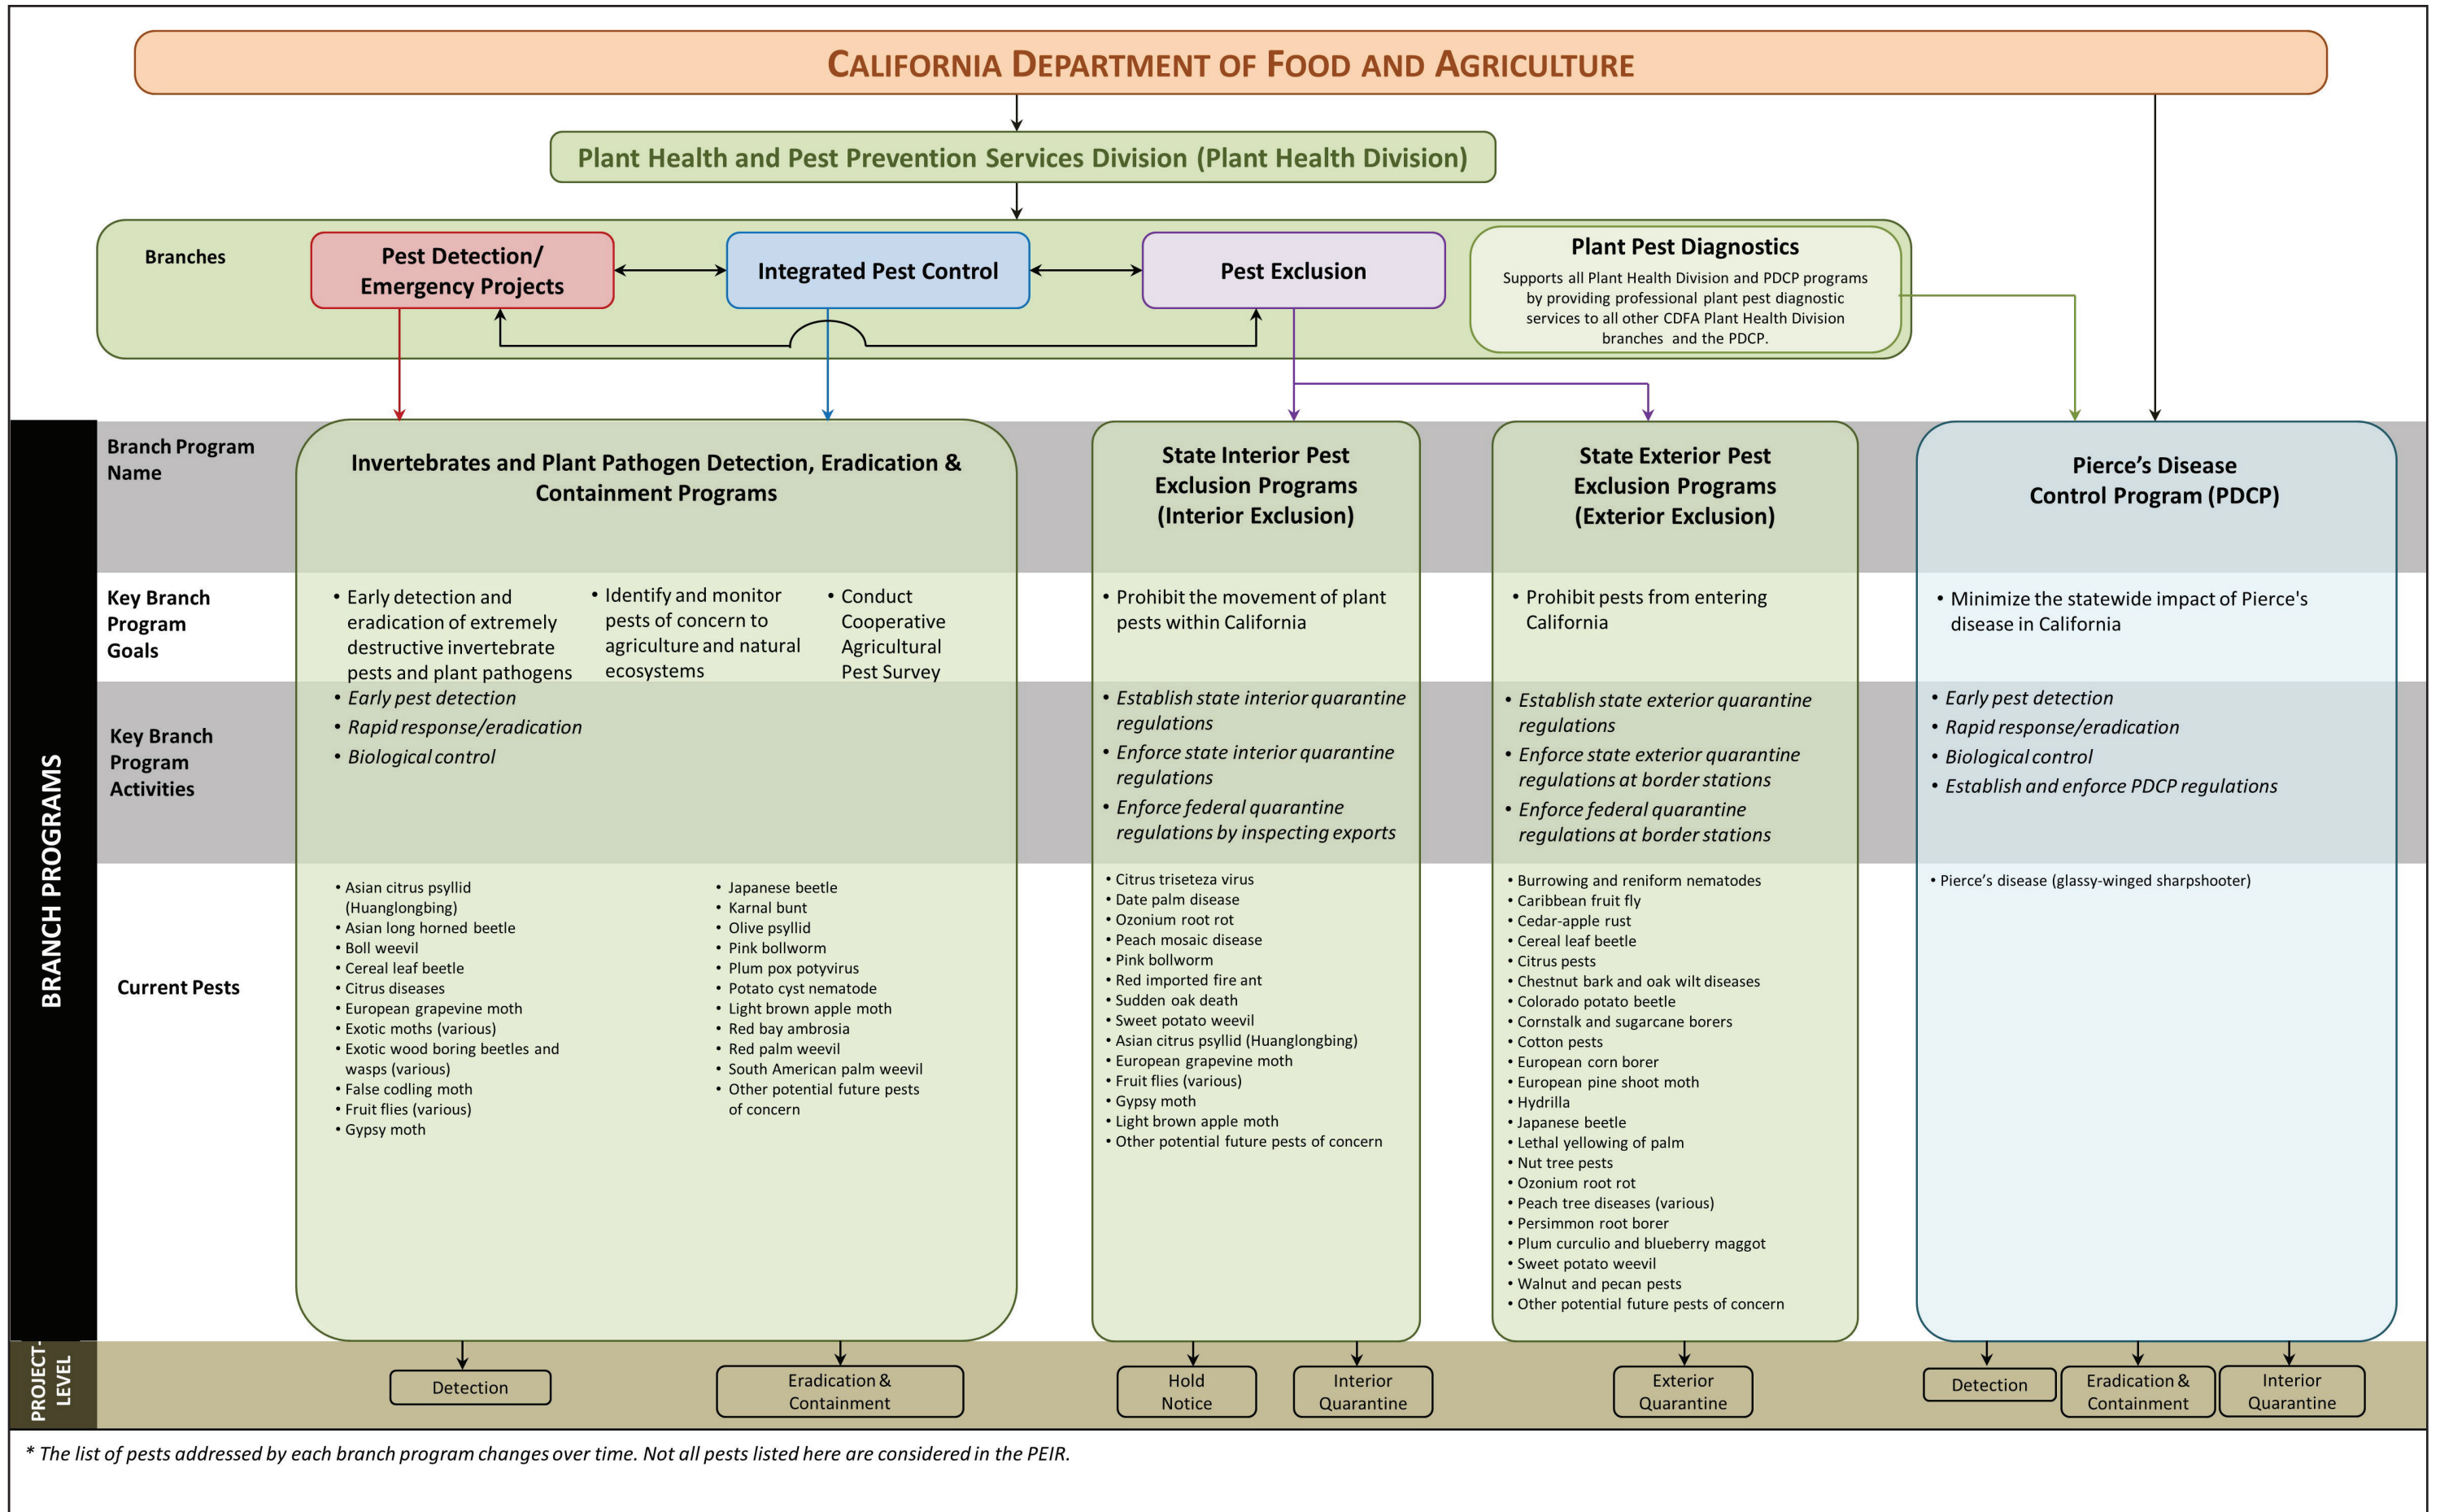 CALIFORNIA DEPARTMENT OF FOOD AND AGRICULTURE
Plant Health and Pest Prevention Services Division (Plant Health Division)
Branches
Pest Detection/
Emergency Projects
Integrated Pest Control
Pest Exclusion
Plant Pest Diagnostics
Supports all Plant Health Division and PDCP programs
by providing professional plant pest diagnostic
services to all other CDFA Plant Health Division
branches and the PDCP.
BRANCH PROGRAMS
Branch Program
Name
Invertebrates and Plant Pathogen Detection, Eradication &
Containment Programs
State Interior Pest
Exclusion Programs
(Interior Exclusion)
State Exterior Pest
Exclusion Programs
(Exterior Exclusion)
Pierce's Disease
Control Program (PDCP)
Key Branch
Program
Goals
• Early detection and
eradication of extremely
destructive invertebrate
pests and plant pathogens
• Identify and monitor
pests of concern to
agriculture and natural
ecosystems
• Conduct
Cooperative
Agricultural
Pest Survey
• Prohibit the movement of plant
pests within California
• Prohibit pests from entering
California
• Minimize the statewide impact of Pierce's
disease in California
Key Branch
Program
Activities
• Early pest detection
• Rapid response/eradication
• Biological control
• Establish state interior quarantine
regulations
• Enforce state interior quarantine
regulations
• Enforce federal quarantine
regulations by inspecting exports
• Establish state exterior quarantine
regulations
• Enforce state exterior quarantine
regulations at border stations
• Enforce federal quarantine
regulations at border stations
• Early pest detection
• Rapid response/eradication
• Biological control
• Establish and enforce PDCP regulations
Current Pests
• Asian citrus psyllid
(Huanglongbing)
• Asian long horned beetle
• Boll weevil
• Cereal leaf beetle
• Citrus diseases
• European grapevine moth
• Exotic moths (various)
• Exotic wood boring beetles and
wasps (various)
• False codling moth
• Fruit flies (various)
• Gypsy moth
• Japanese beetle
• Karnal bunt
• Olive psyllid
• Pink bollworm
• Plum pox potyvirus
• Potato cyst nematode
• Light brown apple moth
• Red bay ambrosia
• Red palm weevil
• South American palm weevil
• Other potential future pests
of concern
• Citrus triseteza virus
• Date palm disease
• Ozonium root rot
• Peach mosaic disease
• Pink bollworm
• Red imported fire ant
• Sudden oak death
• Sweet potato weevil
• Asian citrus psyllid (Huanglongbing)
• European grapevine moth
• Fruit flies (various)
• Gypsy moth
• Light brown apple moth
• Other potential future pests of concern
• Burrowing and reniform nematodes
• Caribbean fruit fly
• Cedar-apple rust
• Cereal leaf beetle
• Citrus pests
• Chestnut bark and oak wilt diseases
• Colorado potato beetle
• Cornstalk and sugarcane borers
• Cotton pests
• European corn borer
• European pine shoot moth
• Hydrilla
• Japanese beetle
• Lethal yellowing of palm
• Nut tree pests
• Ozonium root rot
• Peach tree diseases (various)
• Persimmon root borer
• Plum curculio and blueberry maggot
• Sweet potato weevil
• Walnut and pecan pests
• Other potential future pests of concern
• Pierce's disease (glassy-winged sharpshooter)
PROJECT-
LEVEL
Detection
Eradication &
Containment
Hold
Notice
Interior
Quarantine
Exterior
Quarantine
Detection
Eradication &
Containment
Interior
Quarantine
* The list of pests addressed by each branch program changes over time. Not all pests listed here are considered in the PEIR.